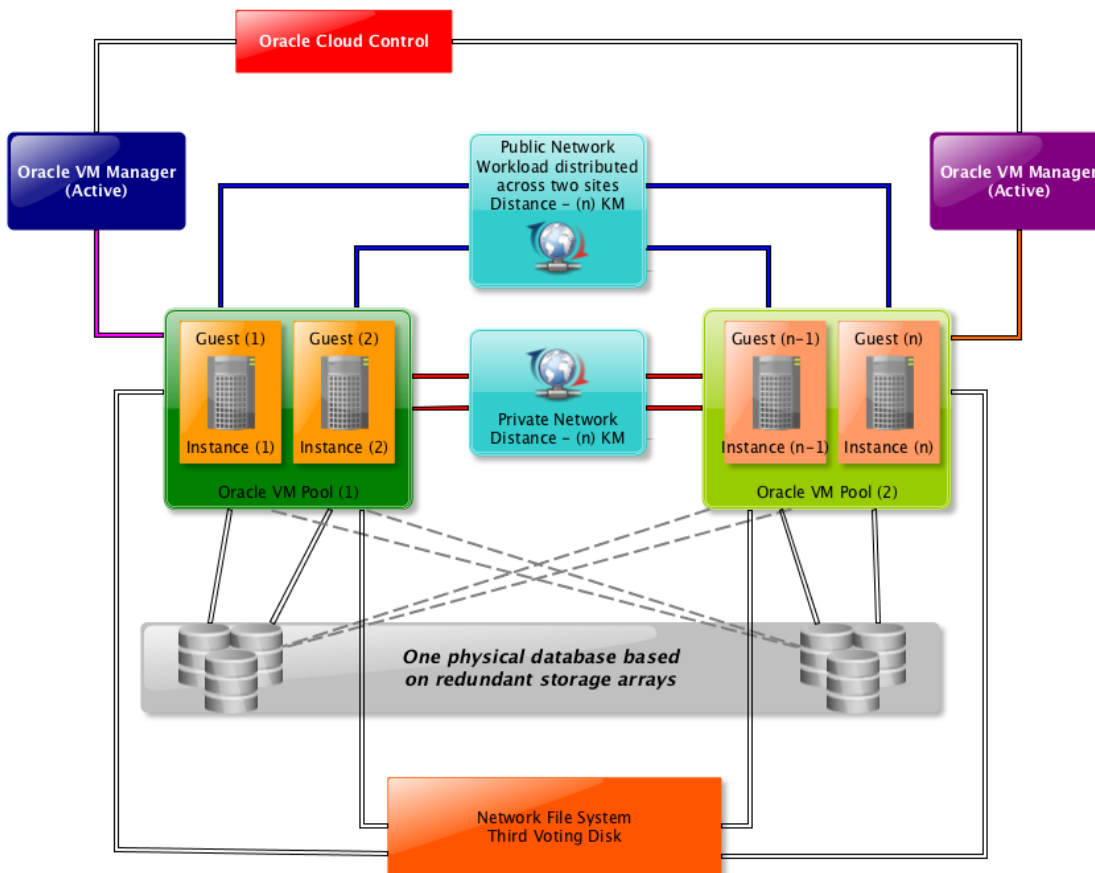 Oracle Cloud Control
Oracle VM Manager
(Active)
Public Network
Workload distributed
across two sites
Distance - (n) KM
Oracle VM Manager
(Active)
Guest (1)
Instance (1)
Guest (2)
Instance (2)
Oracle VM Pool (1)
Private Network
Distance - (n) KM
Guest (n-1)
Instance (n-1)
Guest (n)
Instance (n)
Oracle VM Pool (2)
One physical database based
on redundant storage arrays
Network File System
Third Voting Disk